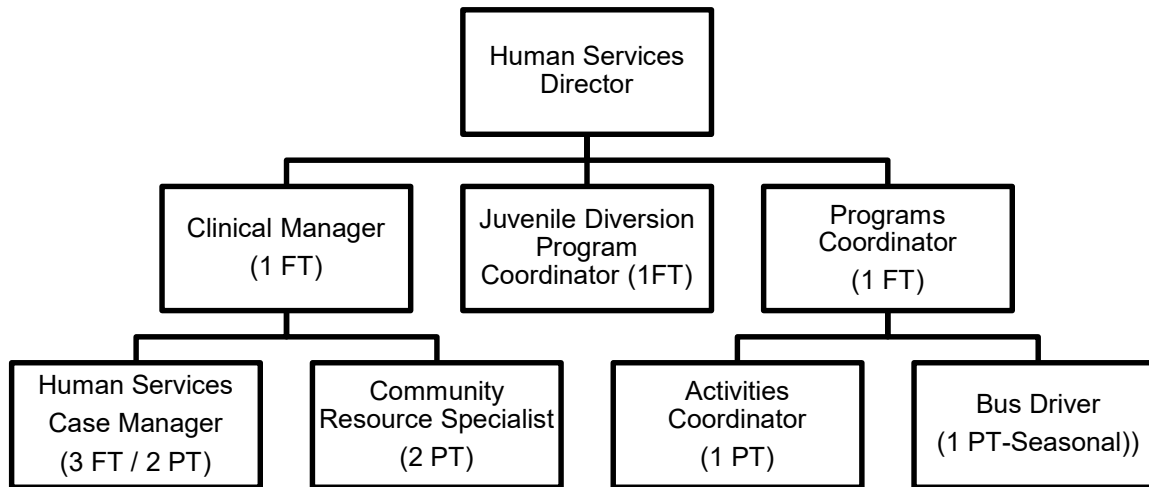 Human Services
Director
Clinical Manager
(1 FT)
Juvenile Diversion
Program
Coordinator (1FT)
Programs
Coordinator
(1 FT)
Human Services
Case Manager
(3 FT / 2 PT)
Community
Resource Specialist
(2 PT)
Activities
Coordinator
(1 PT)
Bus Driver
(1 PT-Seasonal))